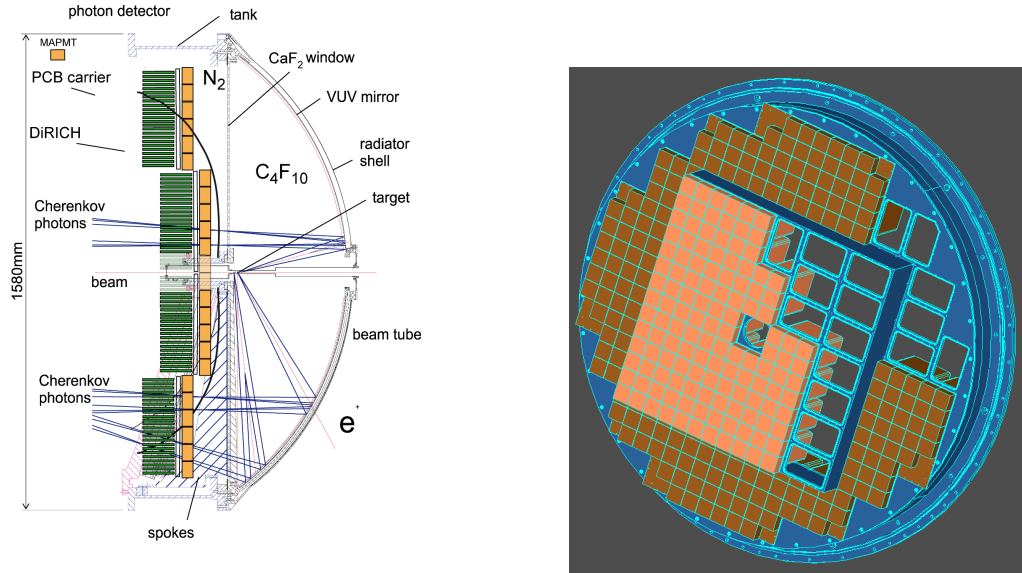 photon detector
tank
MAPMT
PCB carrier
N2
CaF2 window
VUV mirror
DiRICH
radiator
shell
C4F10
target
Cherenkov
photons
1580mm
beam
beam tube
Cherenkov
photons
e+
spokes